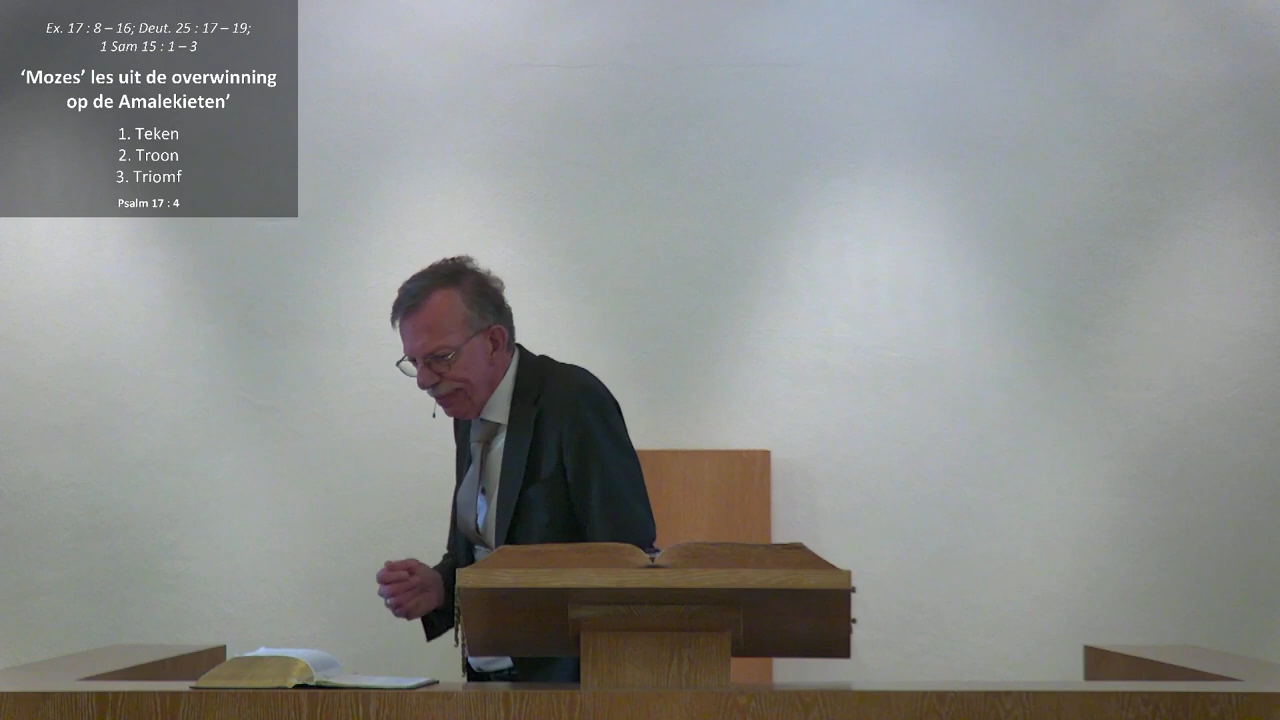 Ex. 17 : 8 – 16; Deut. 25 : 17 – 19;
1 Sam 15 : 1 – 3
‘Mozes’ les uit de overwinning
op de Amalekieten’
1. Teken
2. Troon
3. Triomf
Psalm 17 : 4